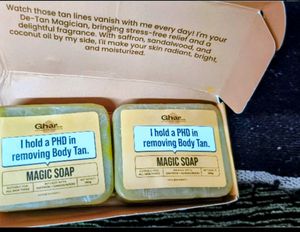 Watch those tan lines vanish with me every day! I'm your
De-Tan Magician, bringing stress-free relief and a
delightful fragrance. With saffron, sandalwood, and
coconut oil by my side, I'll make your skin radiant, bright,
and moisturized.
Ghar
I hold a PHD in
removing Body Tan.
MAGIC SOAP
Ghar
I hold a PHD in
removing Body Tan.
MAGIC SOAP